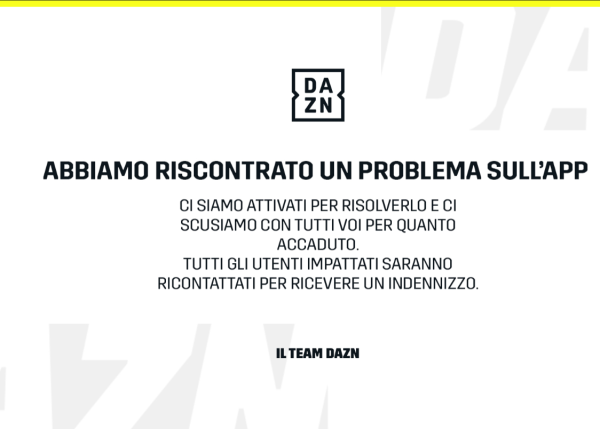 DA
ZN
ABBIAMO RISCONTRATO UN PROBLEMA SULL'APP
CI SIAMO ATTIVATI PER RISOLVERLO E CI
SCUSIAMO CON TUTTI VOI PER QUANTO
ACCADUTO.
TUTTI GLI UTENTI IMPATTATI SARANNO
RICONTATTATI PER RICEVERE UN INDENNIZZO.
IL TEAM DAZN